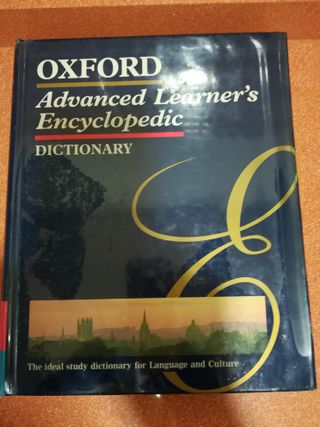 OXFORD
Advanced Learner's
Encyclopedic
DICTIONARY
E
The ideal study dictionary for Language and Culture